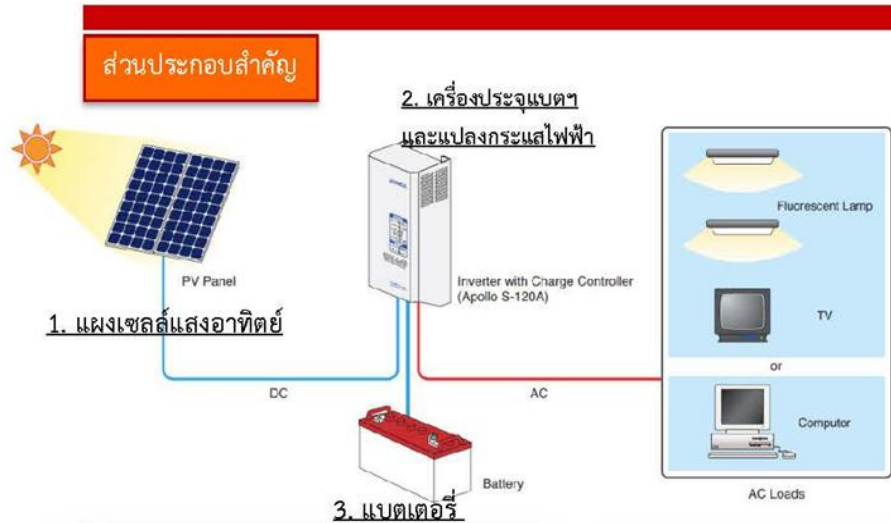 ส่วนประกอบสำคัญ
2. เครื่องประจุแบตฯ
และแปลงกระแสไฟฟ้า
Flucrescent Lamp
PV Panel
Inverter with Charge Controller
(Apollo S-120A)
1. แผงเซลล์แสงอาทิตย์
TV
or
DC
AC
Computor
Battery
3. แบตเตอรี่
AC Loads